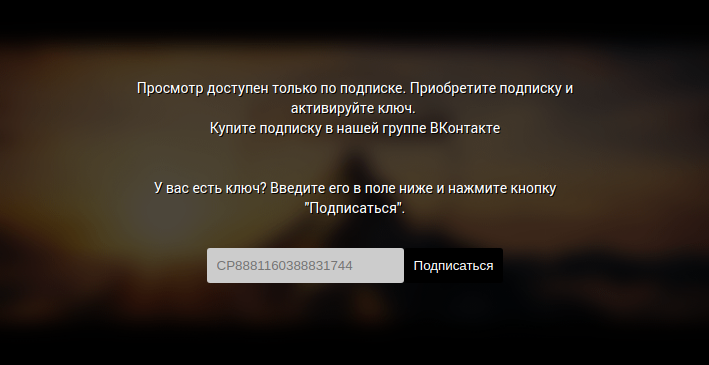 Просмотр доступен только по подписке. Приобретите подписку и
активируйте ключ.
Купите подписку в нашей группе ВКонтакте
У вас есть ключ? Введите его в поле ниже и нажмите кнопку
"Подписаться".
CP8881160388831744
Подписаться